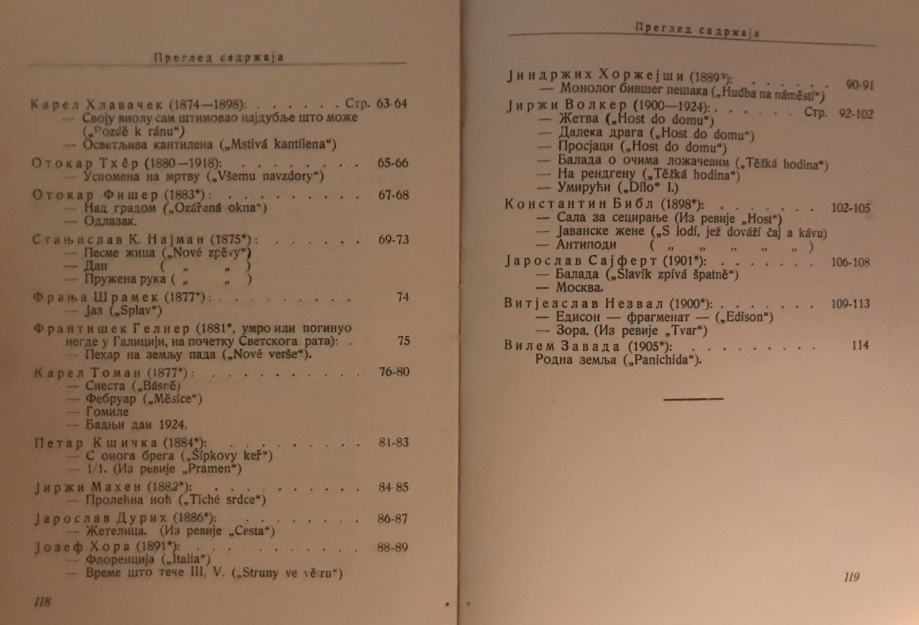 Преглед садржаја
Карел Хлавачек (1874—1898): . . . . . . Стр. 63-64
— Своју виолу сам штимовао најдубље што може
(„Pozdě k ránu“)
— Осветљива кантилена („Mstivá kantilena“)
Отокар Тхêр (1880—1918): . . . . . . . . 65-66
— Успомена на мртву („Všemu navzdory“)
Отокар Фишер (1883*): . . . . . . . . . 67-68
— Над градом („Ozářená okna“)
— Одлазак.
Стањислав К. Најман (1875*): . . . . . . 69-73
— Песме жица („Nové zpěvy“)
— Дан ( „ „ )
— Пружена рука ( „ „ )
Фрања Шрамек (1877*): . . . . . . . . . 74
— Јаз („Splav“)
Франтишек Гелнер (1881*, умро или погинуо
негде у Галицији, на почетку Светскога рата): . 75
— Пехар на земљу пада („Nové verše“).
Карел Томан (1877*): . . . . . . . . . . 76-80
— Сиеста („Básně)
— Фебруар („Měsíce“)
— Гомиле
— Бадњи дан 1924.
Петар Кшичка (1884*): . . . . . . . . . 81-83
— С онога брега („Šípkovy keř“)
— 1/1. (Из ревије „Pramen“)
Јиржи Махен (1882*): . . . . . . . . . . 84-85
— Пролећна ноћ („Tiché srdce“)
Јарослав Дурих (1886*): . . . . . . . . 86-87
— Жетелица. (Из ревије „Cesta“)
Јозеф Хора (1891*): . . . . . . . . . . 88-89
— Флоренција („Italia“)
— Време што тече III, V. („Struny ve větru“)
118
Преглед садржаја
Јиндржих Хоржејши (1889*): . . . . . 90-91
— Монолог бившег пешака („Hudba na náměstí“)
Јиржи Волкер (1900—1924): . . . . . Стр. 92-102
— Жетва („Host do domu“)
— Далека драга („Host do domu“)
— Просјаци („Host do domu“)
— Балада о очима ложачевим („Těžká hodina“)
— На рендгену („Těžká hodina“)
— Умирући („Dílo“ I.)
Константин Библ (1898*): . . . . . . . 102-105
— Сала за сецирање (Из ревије „Host“)
— Јаванске жене („S lodí, jež dováží čaj a kávu)
— Антиподи ( „ „ „ „ „ )
Јарослав Сајферт (1901*): . . . . . . . 106-108
— Балада („Slavík zpívá špatně“)
— Москва.
Витјезслав Незвал (1900*): . . . . . . . 109-113
— Едисон — фрагменат — („Edison“)
— Зора. (Из ревије „Tvar“)
Вилем Завада (1905*): . . . . . . . . . 114
Родна земља („Panichida“).
119